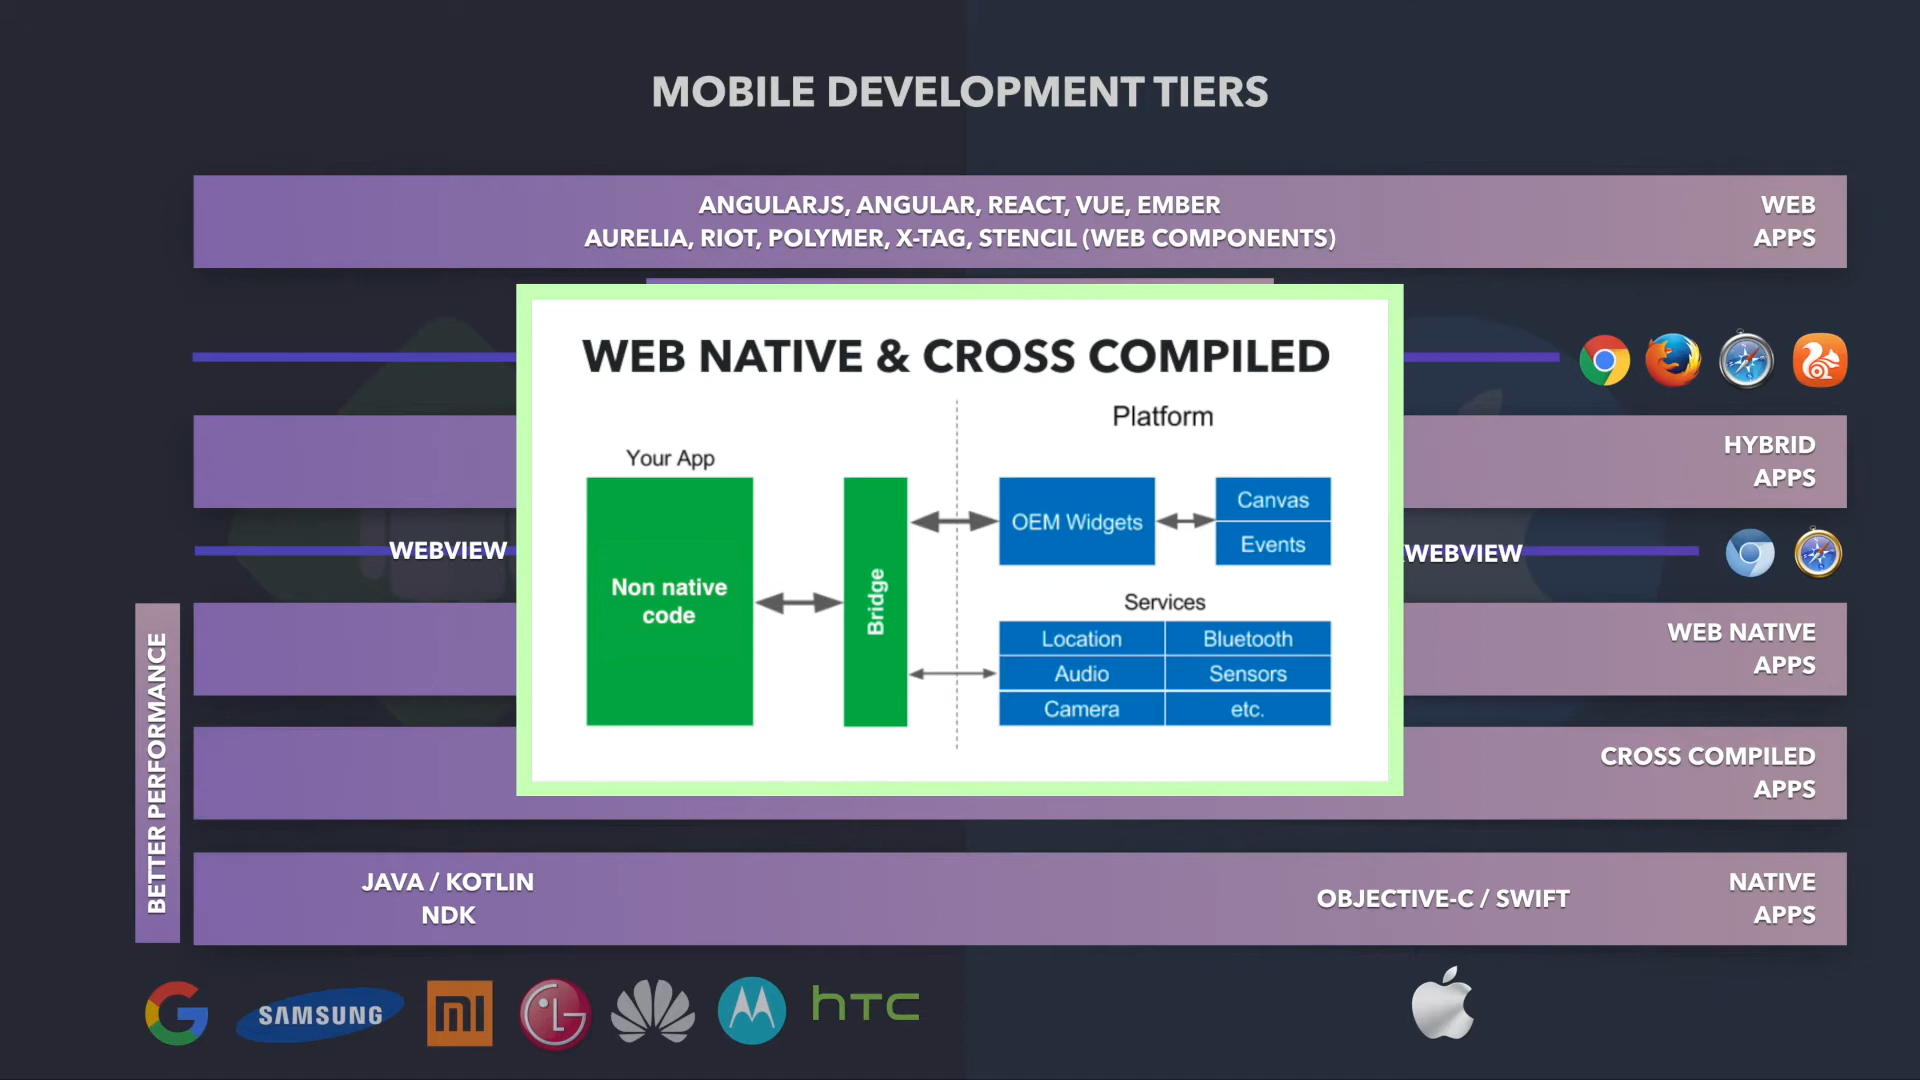 MOBILE DEVELOPMENT TIERS
ANGULARJS, ANGULAR, REACT, VUE, EMBER
AURELIA, RIOT, POLYMER, X-TAG, STENCIL (WEB COMPONENTS)
WEB
APPS
WEB NATIVE & CROSS COMPILED
Platform
Your App
Non native
code
Bridge
OEM Widgets
Canvas
Events
Services
Location
Bluetooth
Audio
Sensors
Camera
etc.
HYBRID
APPS
WEBVIEW
WEBVIEW
WEB NATIVE
APPS
CROSS COMPILED
APPS
BETTER PERFORMANCE
JAVA / KOTLIN
NDK
OBJECTIVE-C / SWIFT
NATIVE
APPS
G
SAMSUNG
MI
LG
hTC